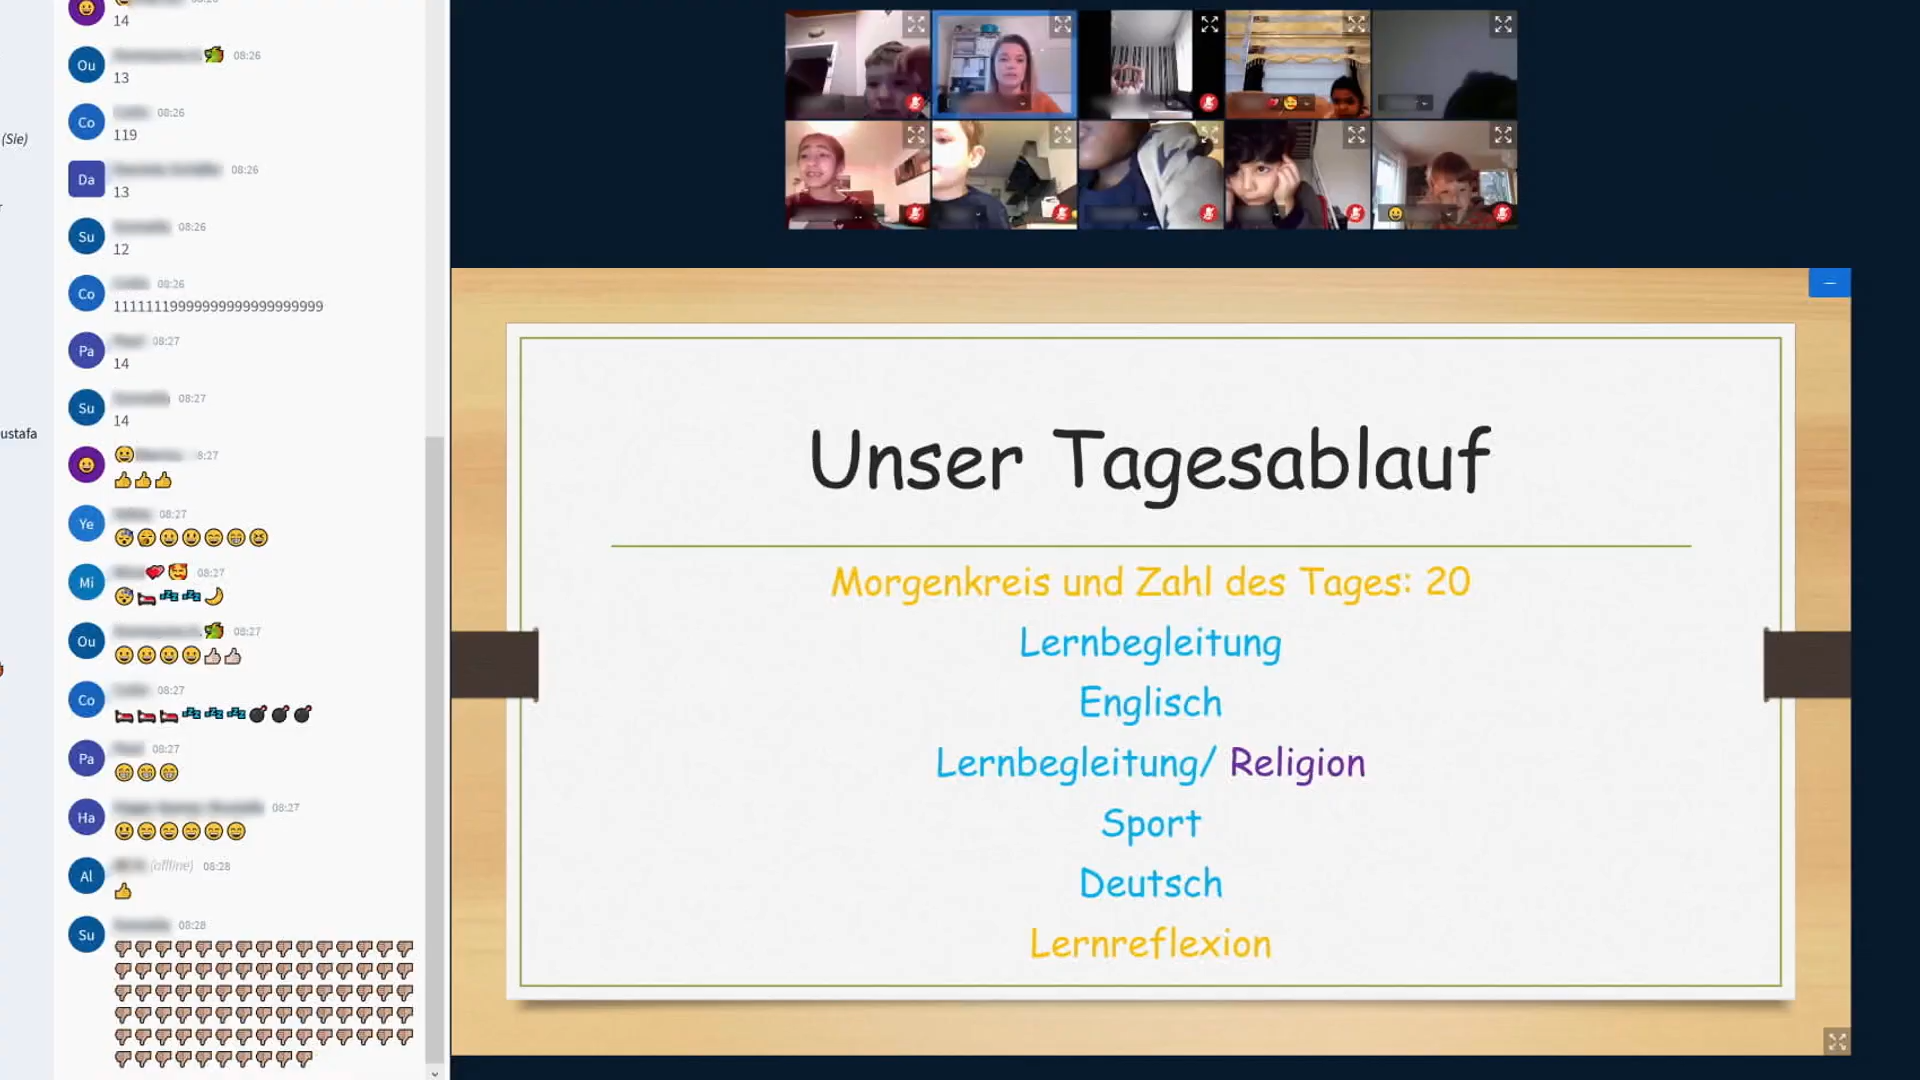 14
Ou
08:26
13
Co
08:26
119
(Sie)
Da
08:26
13
Su
08:26
12
Co
08:26
11111119999999999999999999
Pa
08:27
14
Su
08:27
14
ustafa
8:27
Ye
08:27
Mi
08:27
Ou
08:27
Co
08:27
Pa
08:27
Ha
08:27
Al
(offline) 08:28
Su
08:28
Unser Tagesablauf
Morgenkreis und Zahl des Tages: 20
Lernbegleitung
Englisch
Lernbegleitung/ Religion
Sport
Deutsch
Lernreflexion